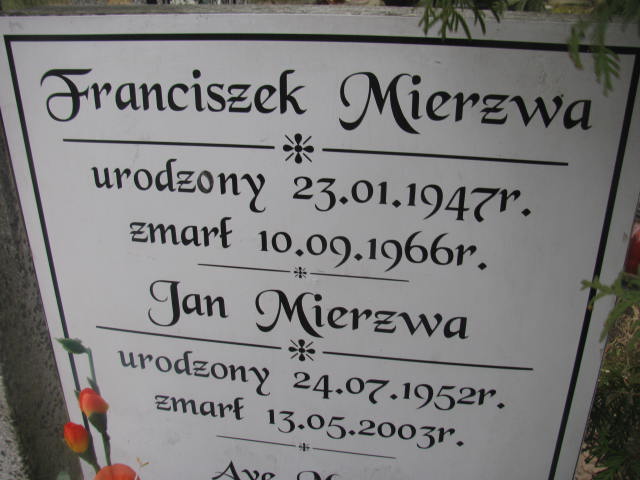 Franciszek Mierzwa
urodzony 23.01.1947r.
zmarł 10.09.1966r.
Jan Mierzwa
urodzony 24.07.1952r.
zmarł 13.05.2003r.
Ave